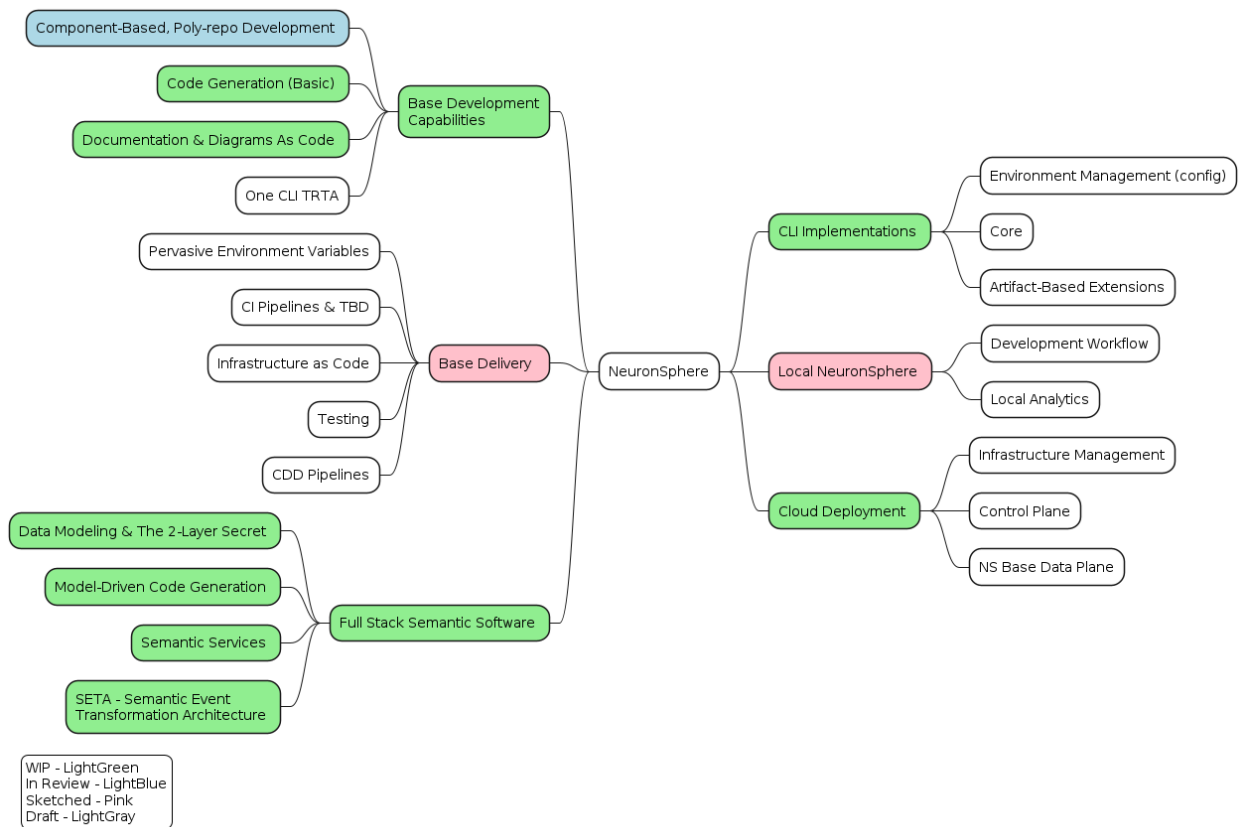 Component-Based, Poly-repo Development
Code Generation (Basic)
Documentation & Diagrams As Code
One CLI TRTA
Base Development
Capabilities
Pervasive Environment Variables
CI Pipelines & TBD
Infrastructure as Code
Testing
CDD Pipelines
Base Delivery
Data Modeling & The 2-Layer Secret
Model-Driven Code Generation
Semantic Services
SETA - Semantic Event
Transformation Architecture
Full Stack Semantic Software
NeuronSphere
CLI Implementations
Environment Management (config)
Core
Artifact-Based Extensions
Local NeuronSphere
Development Workflow
Local Analytics
Cloud Deployment
Infrastructure Management
Control Plane
NS Base Data Plane
WIP - LightGreen
In Review - LightBlue
Sketched - Pink
Draft - LightGray